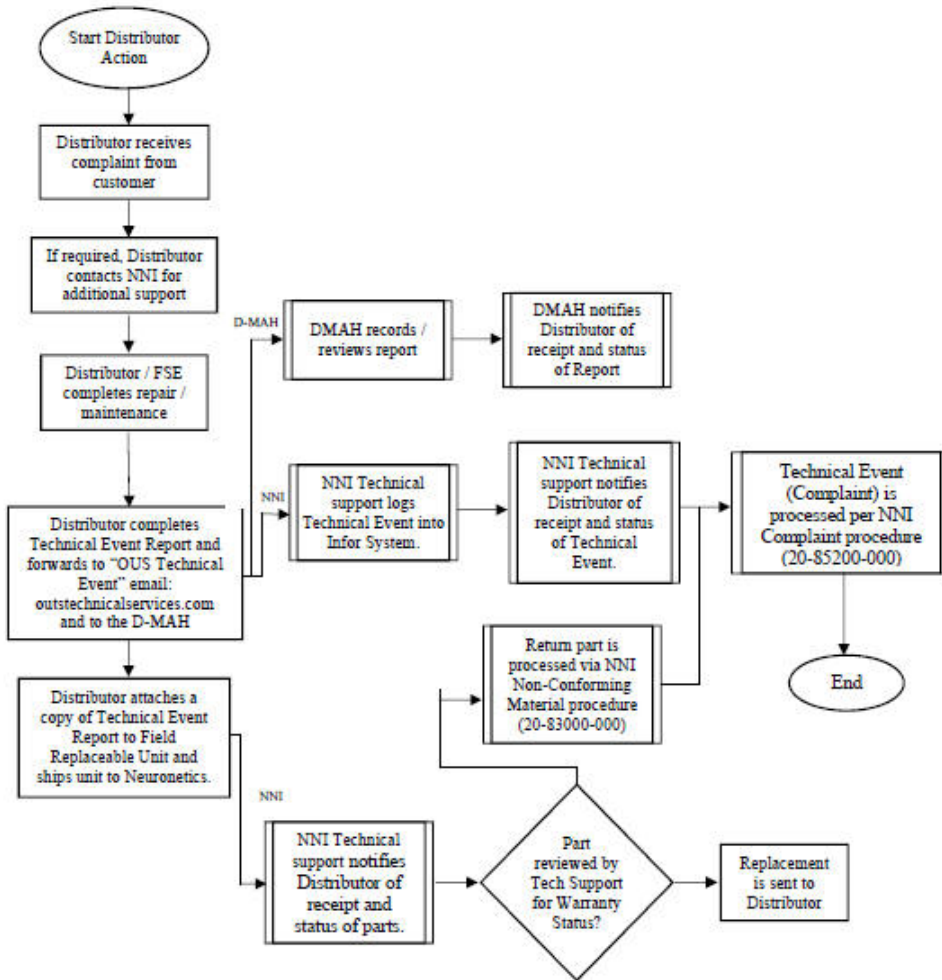 Start Distributor
Action
Distributor receives
complaint from
customer
If required, Distributor
contacts NNI for
additional support
Distributor / FSE
completes repair /
maintenance
Distributor completes
Technical Event Report and
forwards to “OUS Technical
Event” email:
outstechnicalservices.com
and to the D-MAH
Distributor attaches a
copy of Technical Event
Report to Field
Replaceable Unit and
ships unit to Neuronetics.
D-MAH
DMAH records /
reviews report
DMAH notifies
Distributor of
receipt and status
of Report
NNI
NNI Technical
support logs
Technical Event into
Infor System.
NNI Technical
support notifies
Distributor of
receipt and status
of Technical
Event.
Technical Event
(Complaint) is
processed per NNI
Complaint procedure
(20-85200-000)
End
Return part is
processed via NNI
Non-Conforming
Material procedure
(20-83000-000)
NNI
NNI Technical
support notifies
Distributor of
receipt and
status of parts.
Part
reviewed by
Tech Support
for Warranty
Status?
Replacement
is sent to
Distributor